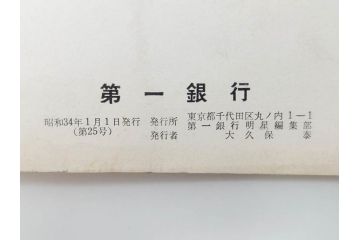 第一銀行
昭和34年1月1日発行 発行所 東京都千代田区丸ノ内1－1
(第25号) 第一銀行明星編集部
発行者 大久保泰